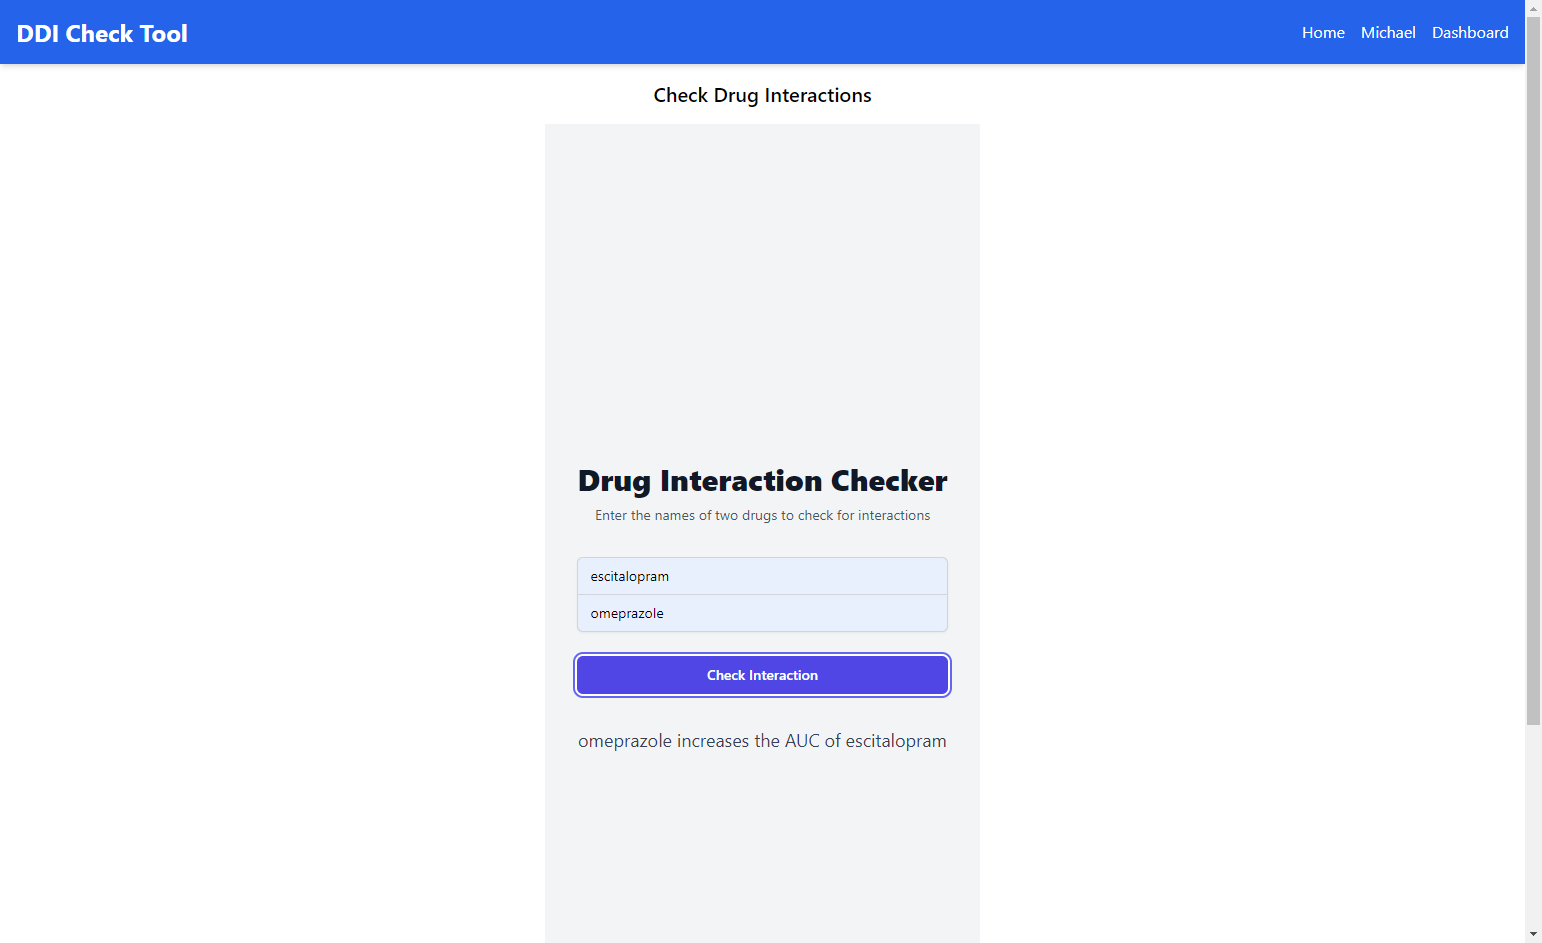 DDI Check Tool
Home Michael Dashboard
Check Drug Interactions
Drug Interaction Checker
Enter the names of two drugs to check for interactions
escitalopram
omeprazole
Check Interaction
omeprazole increases the AUC of escitalopram